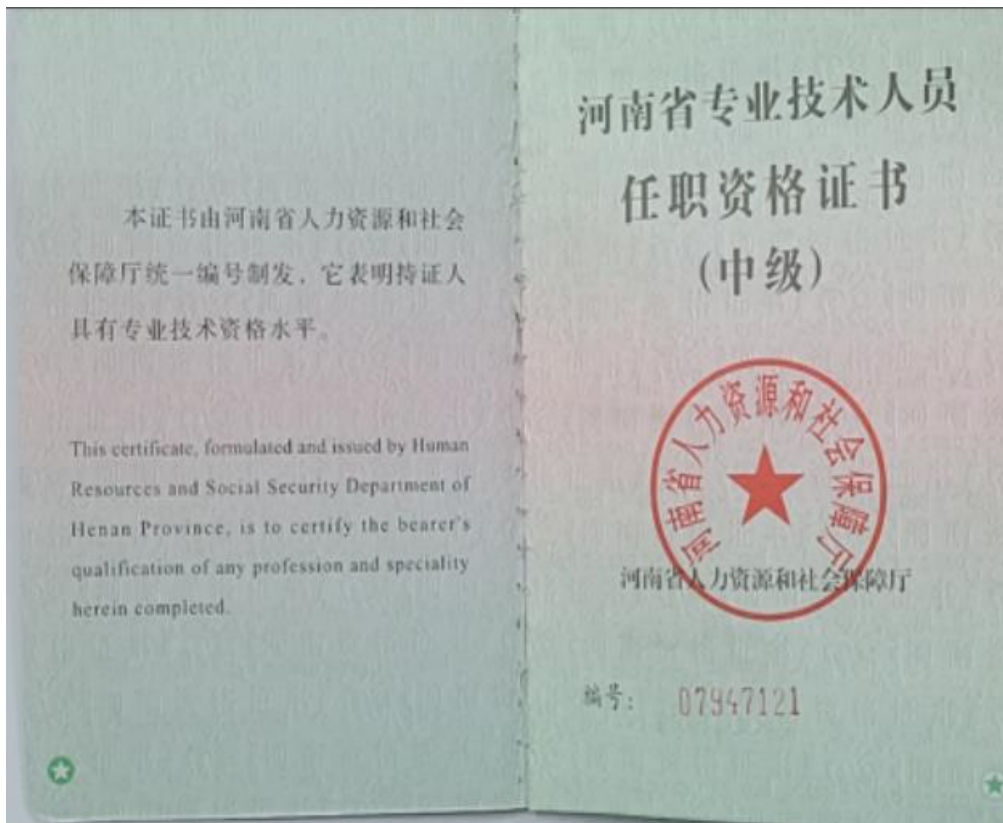 本证书由河南省人力资源和社会
保障厅统一编号制发，它表明持证人
具有专业技术资格水平。
This certificate, formulated and issued by Human
Resources and Social Security Department of
Henan Province, is to certify the bearer's
qualification of any profession and speciality
herein completed.
河南省专业技术人员
任职资格证书
(中级)
河南省人力资源和社会保障厅
河南省人力资源和社会保障厅
编号: 07947121